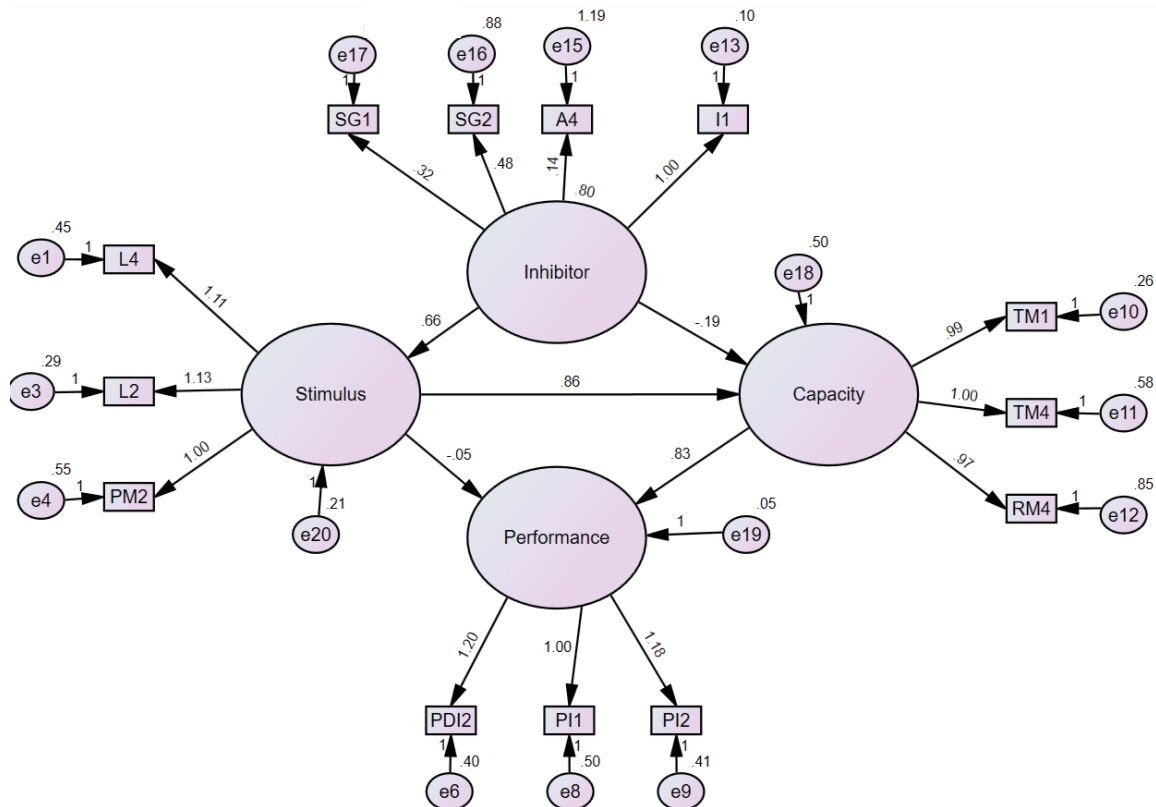 1.19
.10
.88
e17
e16
e15
e13
1
1
1
1
SG1
SG2
A4
I1
.32
.48
.14
1.00
.80
.45
e1
1
L4
Inhibitor
.50
e18
1
.26
TM1
1
e10
1.11
.66
-.19
.99
.29
e3
1
L2
1.13
Stimulus
.86
Capacity
1.00
TM4
1
.58
e11
.55
e4
1
PM2
1.00
-.05
.83
.97
.85
RM4
1
e12
1
.21
e20
Performance
1
.05
e19
1.20
1.00
1.18
PDI2
PI1
PI2
1
1
1
.40
.50
.41
e6
e8
e9